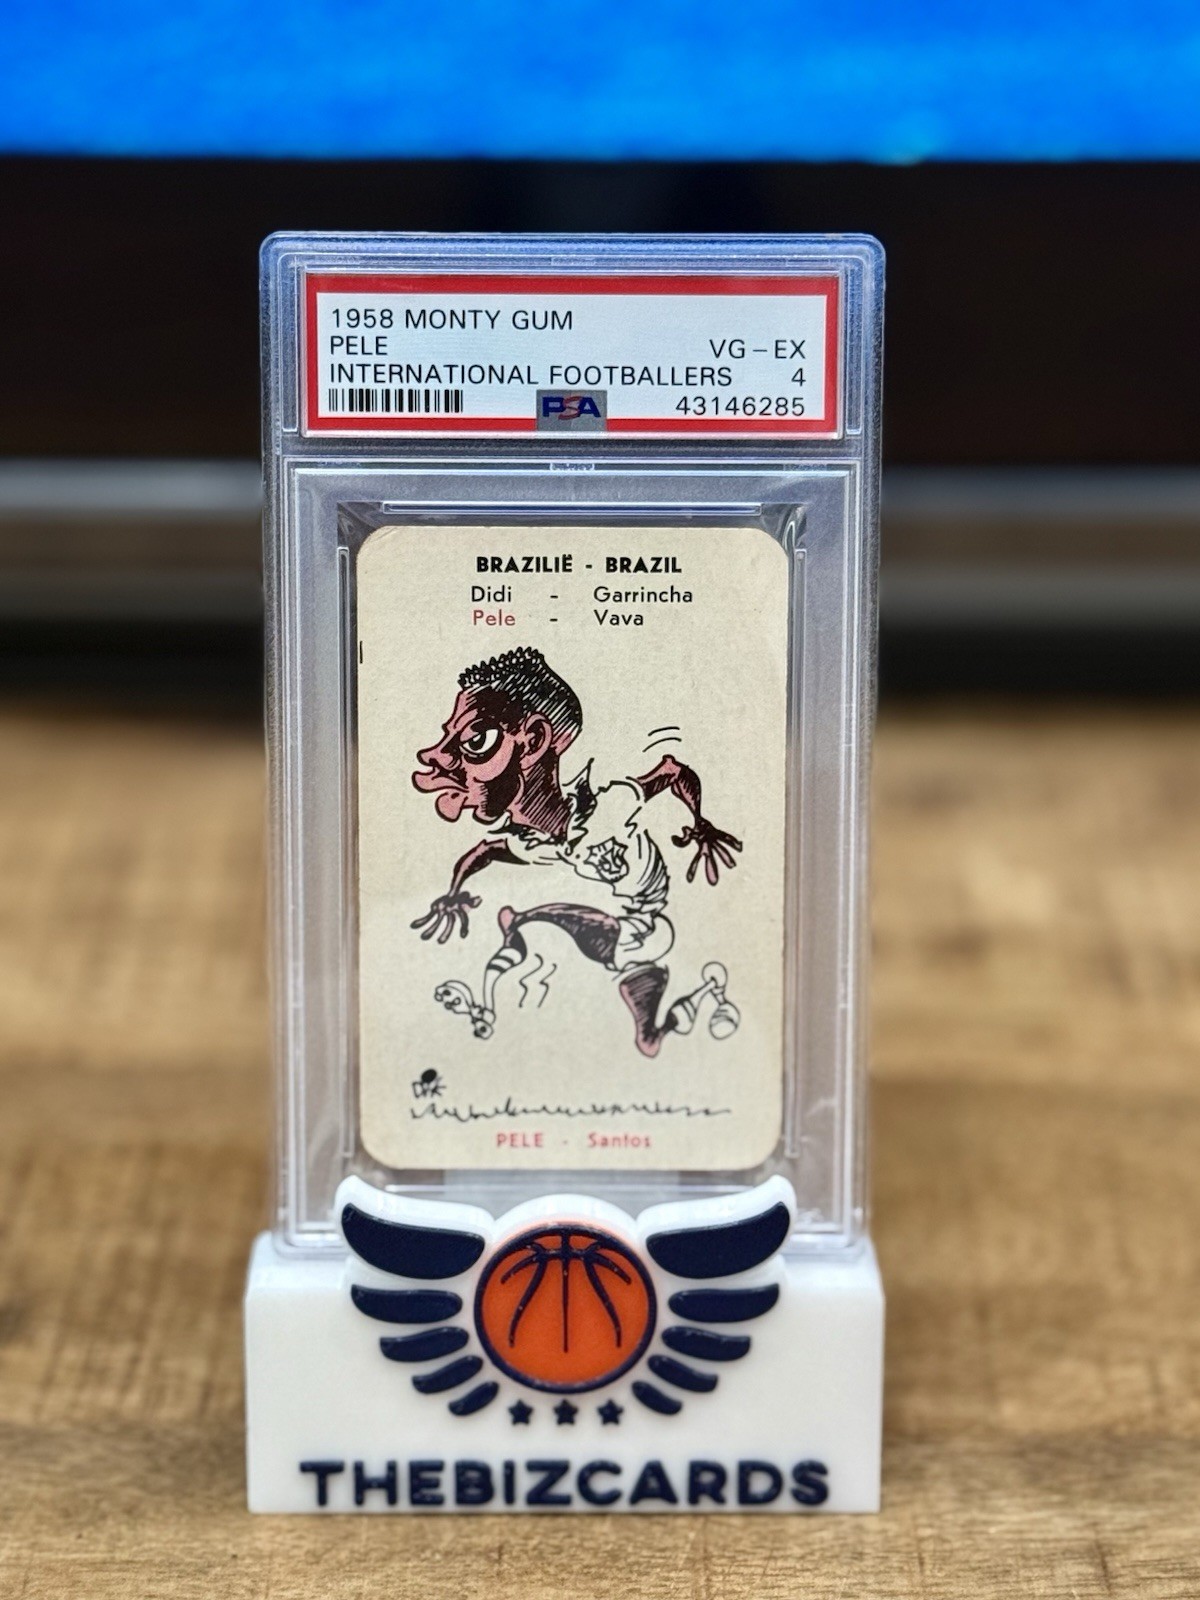 1958 MONTY GUM
PELE VG-EX
INTERNATIONAL FOOTBALLERS 4
PSA 43146285
BRAZILIË - BRAZIL
Didi - Garrincha
Pele - Vava
PELE - Santos
THEBIZCARDS